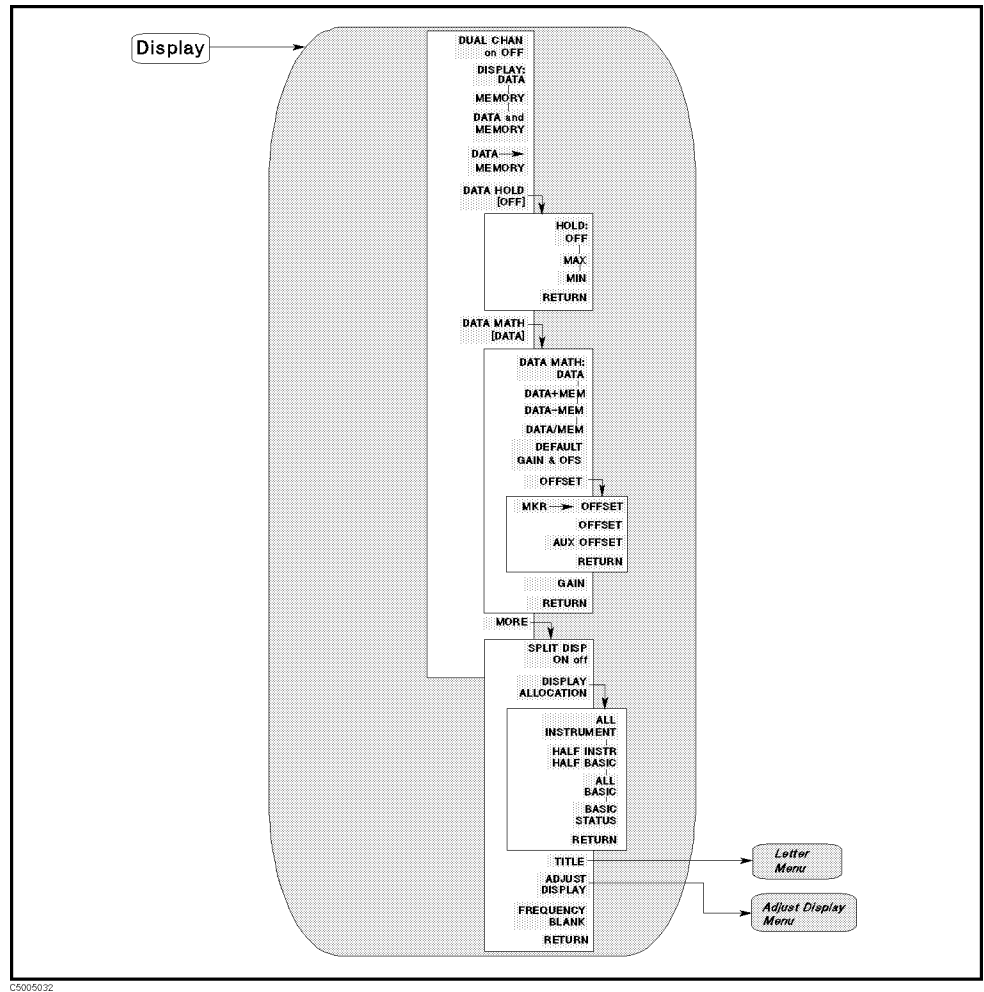 Display
DUAL CHAN
on OFF
DISPLAY:
DATA
MEMORY
DATA and
MEMORY
DATA→
MEMORY
DATA HOLD
[OFF]
HOLD:
OFF
MAX
MIN
RETURN
DATA MATH
[DATA]
DATA MATH:
DATA
DATA+MEM
DATA-MEM
DATA/MEM
DEFAULT
GAIN & OFS
OFFSET
MKR→ OFFSET
OFFSET
AUX OFFSET
RETURN
GAIN
RETURN
MORE
SPLIT DISP
ON off
DISPLAY
ALLOCATION
ALL
INSTRUMENT
HALF INSTR
HALF BASIC
ALL
BASIC
BASIC
STATUS
RETURN
TITLE
Letter
Menu
ADJUST
DISPLAY
Adjust Display
Menu
FREQUENCY
BLANK
RETURN
C5005032